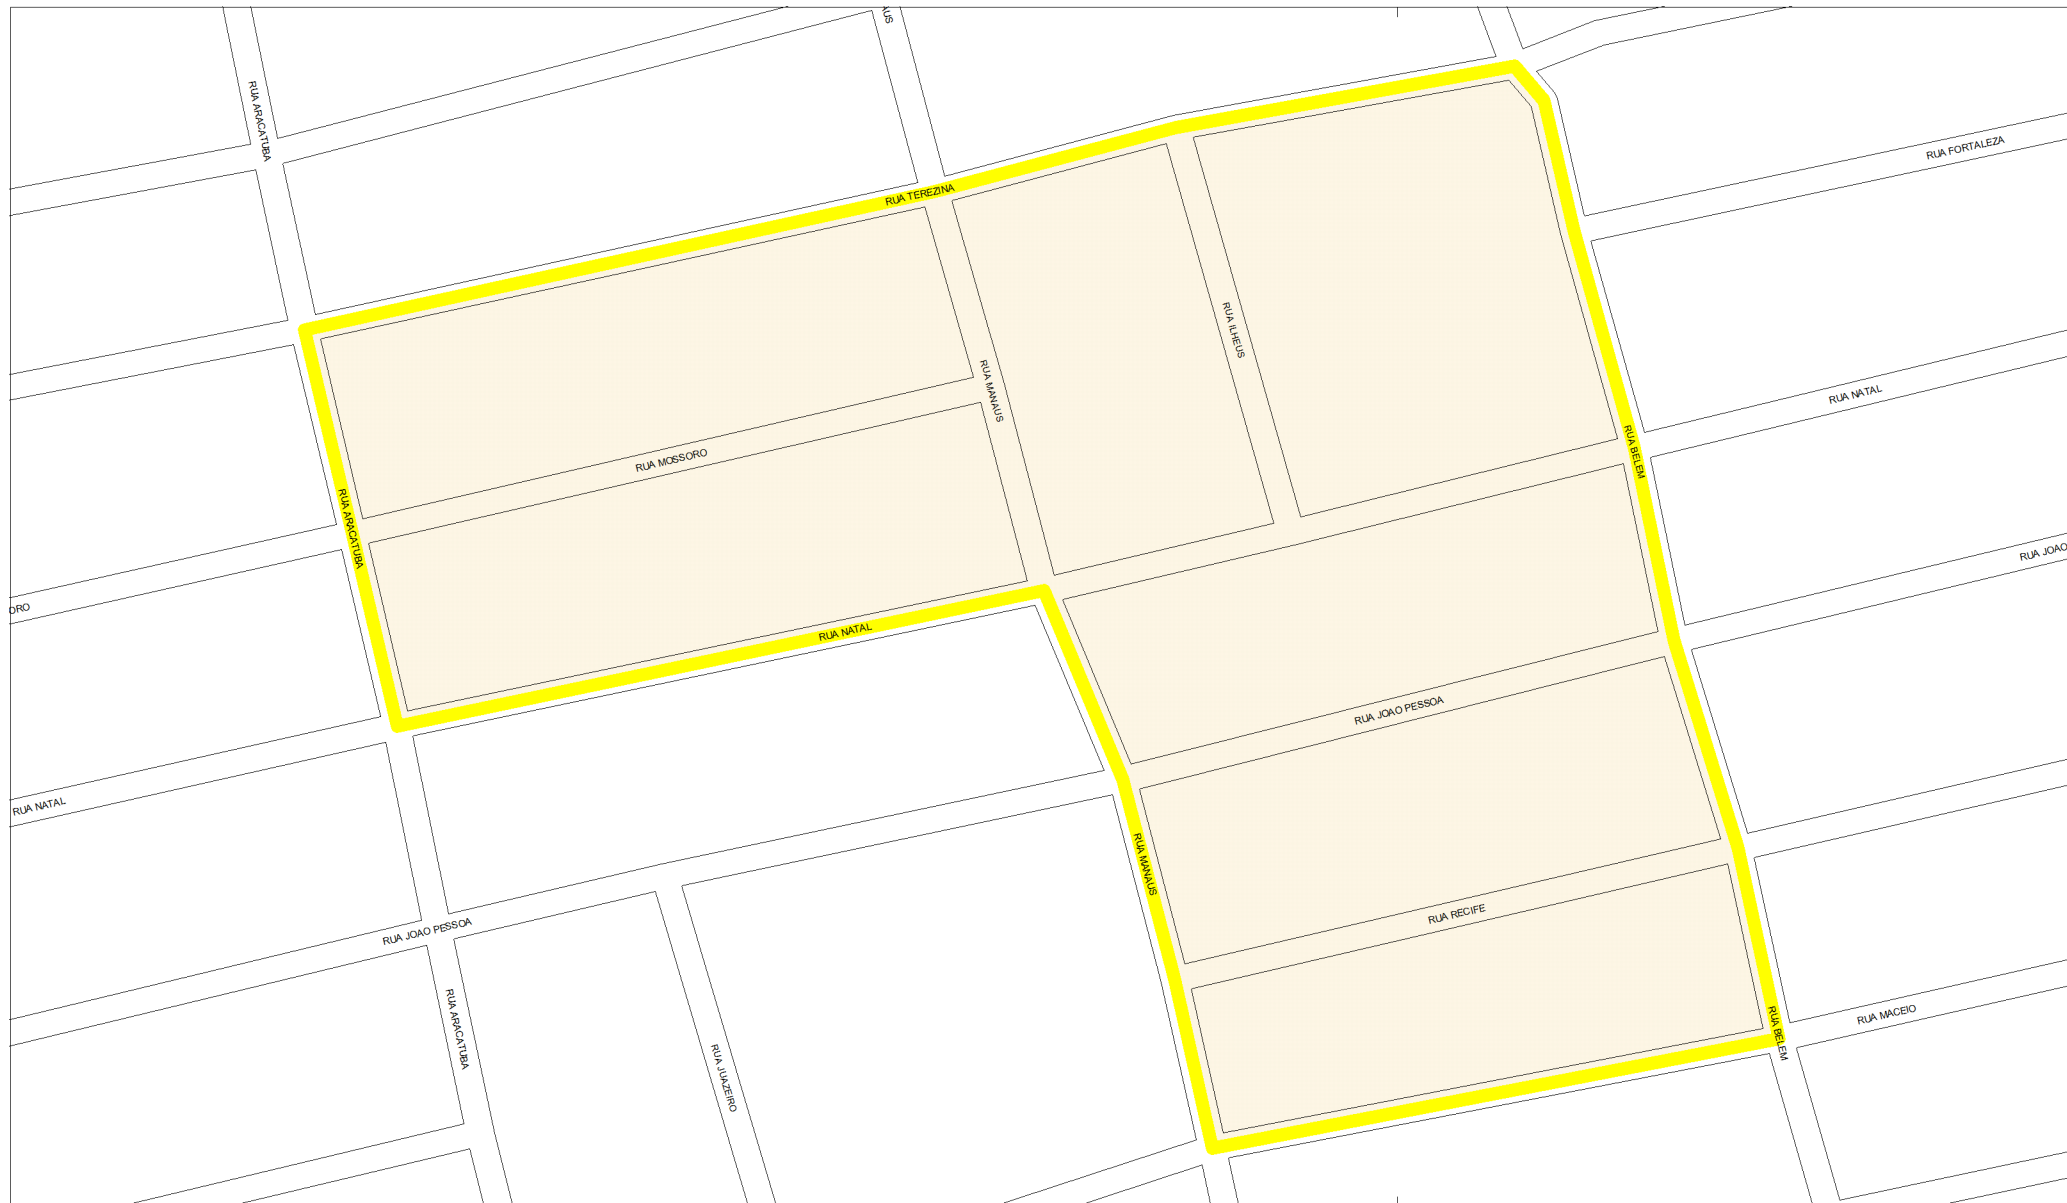 AUS
RUA ARACATUBA
RUA FORTALEZA
RUA TEREZINA
RUA ILHEUS
RUA MANAUS
RUA NATAL
RUA BELEM
RUA MOSSORO
RUA ARACATUBA
RUA JOAO
ORO
RUA NATAL
RUA JOAO PESSOA
RUA NATAL
RUA MANAUS
RUA RECIFE
RUA JOAO PESSOA
RUA ARACATUBA
RUA MACEIO
RUA BELEM
RUA JUAZEIRO